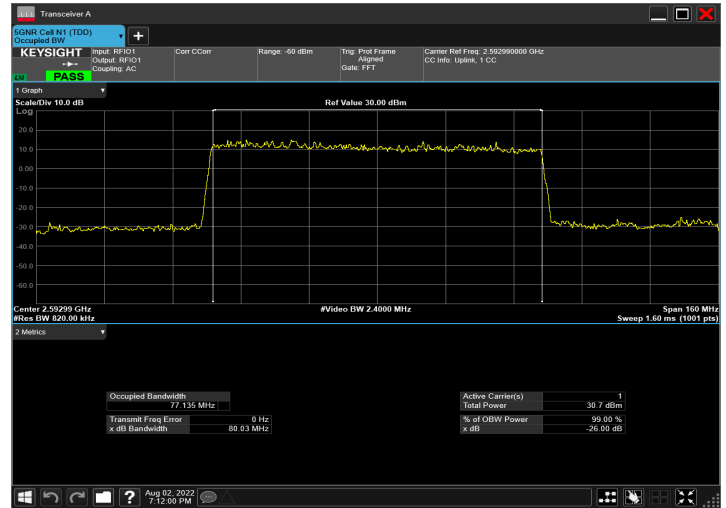 Transceiver A
5GNR Cell N1 (TDD)
Occupied BW
KEYSIGHT
LXI
PASS
Input: RFIO1
Output: RFIO1
Coupling: AC
Corr CCorr
Range: -60 dBm
Trig: Prot Frame
Aligned
Gate: FFT
Carrier Ref Freq: 2.592990000 GHz
CC Info: Uplink, 1 CC
1 Graph
Scale/Div 10.0 dB
Ref Value 30.00 dBm
Log
20.0
10.0
0.00
-10.0
-20.0
-30.0
-40.0
-50.0
-60.0
Center 2.59299 GHz
#Video BW 2.4000 MHz
Span 160 MHz
#Res BW 820.00 kHz
Sweep 1.60 ms (1001 pts)
2 Metrics
Occupied Bandwidth
77.135 MHz
Transmit Freq Error 0 Hz
x dB Bandwidth 80.03 MHz
Active Carrier(s) 1
Total Power 30.7 dBm
% of OBW Power 99.00 %
x dB -26.00 dB
Aug 02, 2022
7:12:00 PM